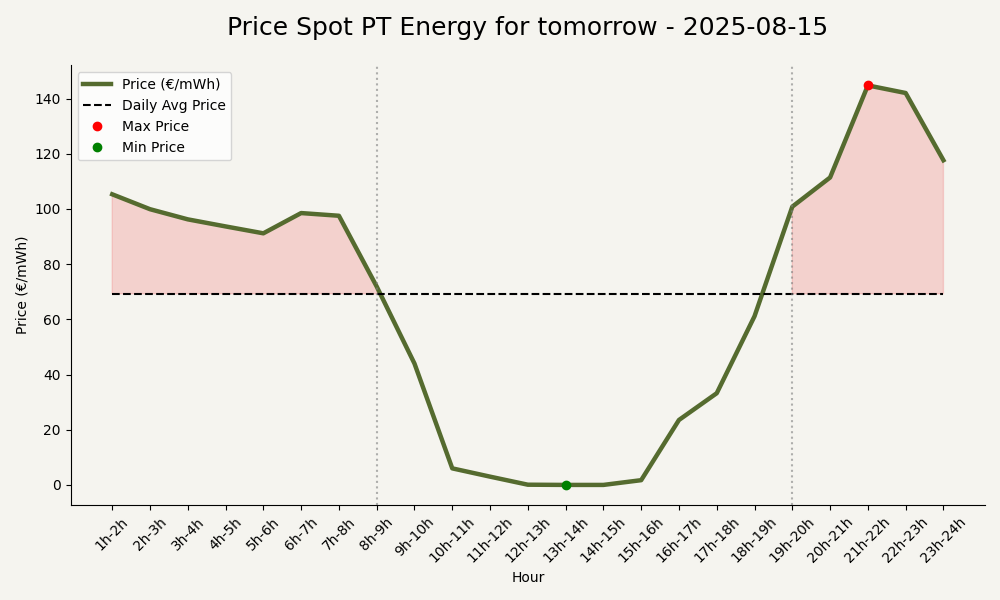 Price Spot PT Energy for tomorrow - 2025-08-15
Price (€/mWh)
Daily Avg Price
Max Price
Min Price
Price (€/mWh)
140
120
100
80
60
40
20
0
1h-2h
2h-3h
3h-4h
4h-5h
5h-6h
6h-7h
7h-8h
8h-9h
9h-10h
10h-11h
11h-12h
12h-13h
13h-14h
14h-15h
15h-16h
16h-17h
17h-18h
18h-19h
19h-20h
20h-21h
21h-22h
22h-23h
23h-24h
Hour